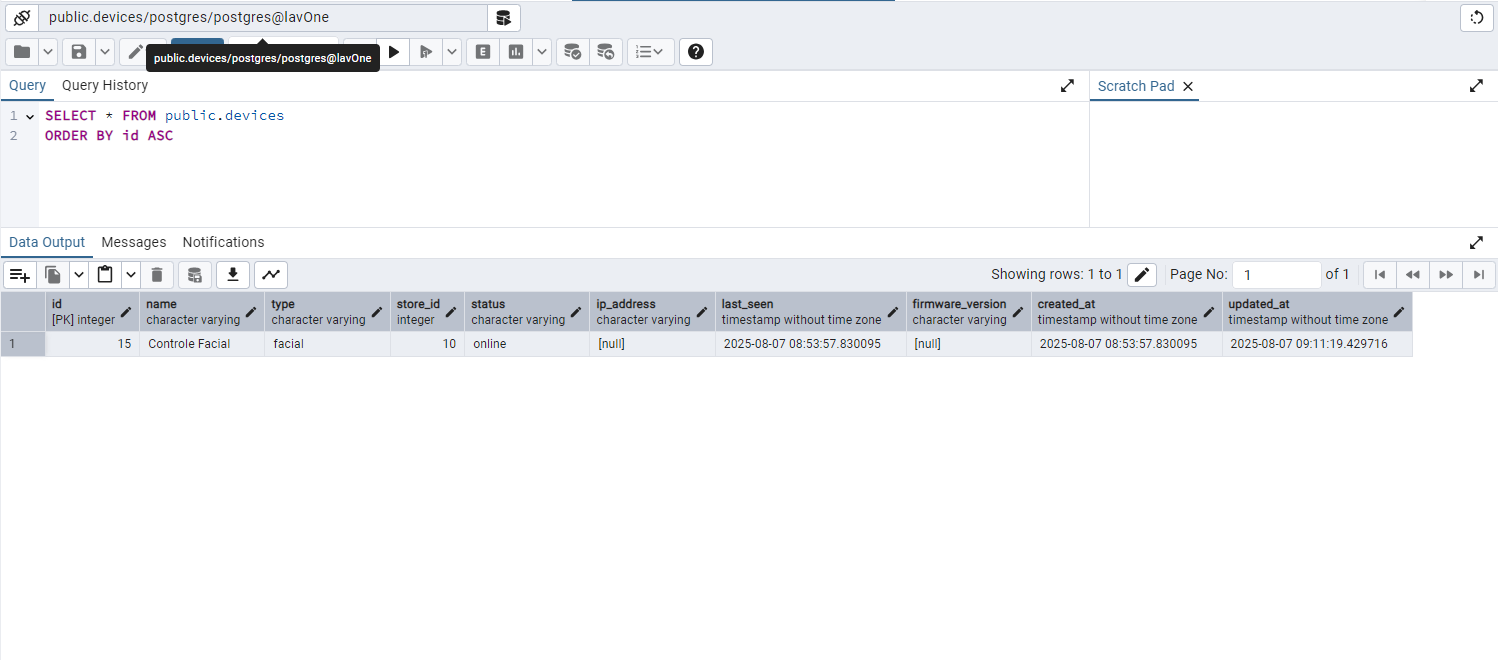 public.devices/postgres/postgres@lavOne
public.devices/postgres/postgres@lavOne
E
Query Query History
Scratch Pad
1 SELECT * FROM public.devices
2 ORDER BY id ASC
Data Output Messages Notifications
Showing rows: 1 to 1 Page No: 1 of 1
id name type store_id status ip_address last_seen firmware_version created_at updated_at
[PK] integer character varying character varying integer character varying character varying timestamp without time zone character varying timestamp without time zone timestamp without time zone
1 15 Controle Facial facial 10 online [null] 2025-08-07 08:53:57.830095 [null] 2025-08-07 08:53:57.830095 2025-08-07 09:11:19.429716